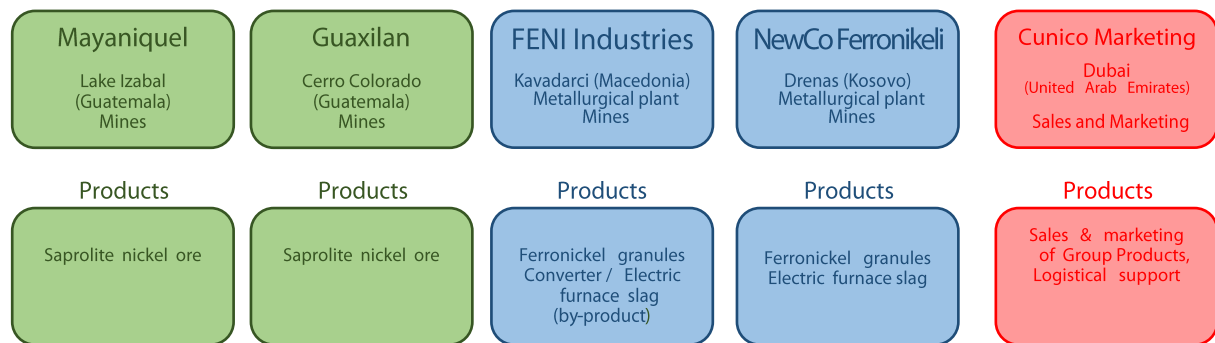 Mayaniquel
Lake Izabal
(Guatemala)
Mines
Guaxilan
Cerro Colorado
(Guatemala)
Mines
FENI Industries
Kavadarci (Macedonia)
Metallurgical plant
Mines
NewCo Ferronikeli
Drenas (Kosovo)
Metallurgical plant
Mines
Cunico Marketing
Dubai
(United Arab Emirates)
Sales and Marketing
Products
Saprolite nickel ore
Products
Saprolite nickel ore
Products
Ferronickel granules
Converter / Electric
furnace slag
(by-product)
Products
Ferronickel granules
Electric furnace slag
Products
Sales & marketing
of Group Products,
Logistical support